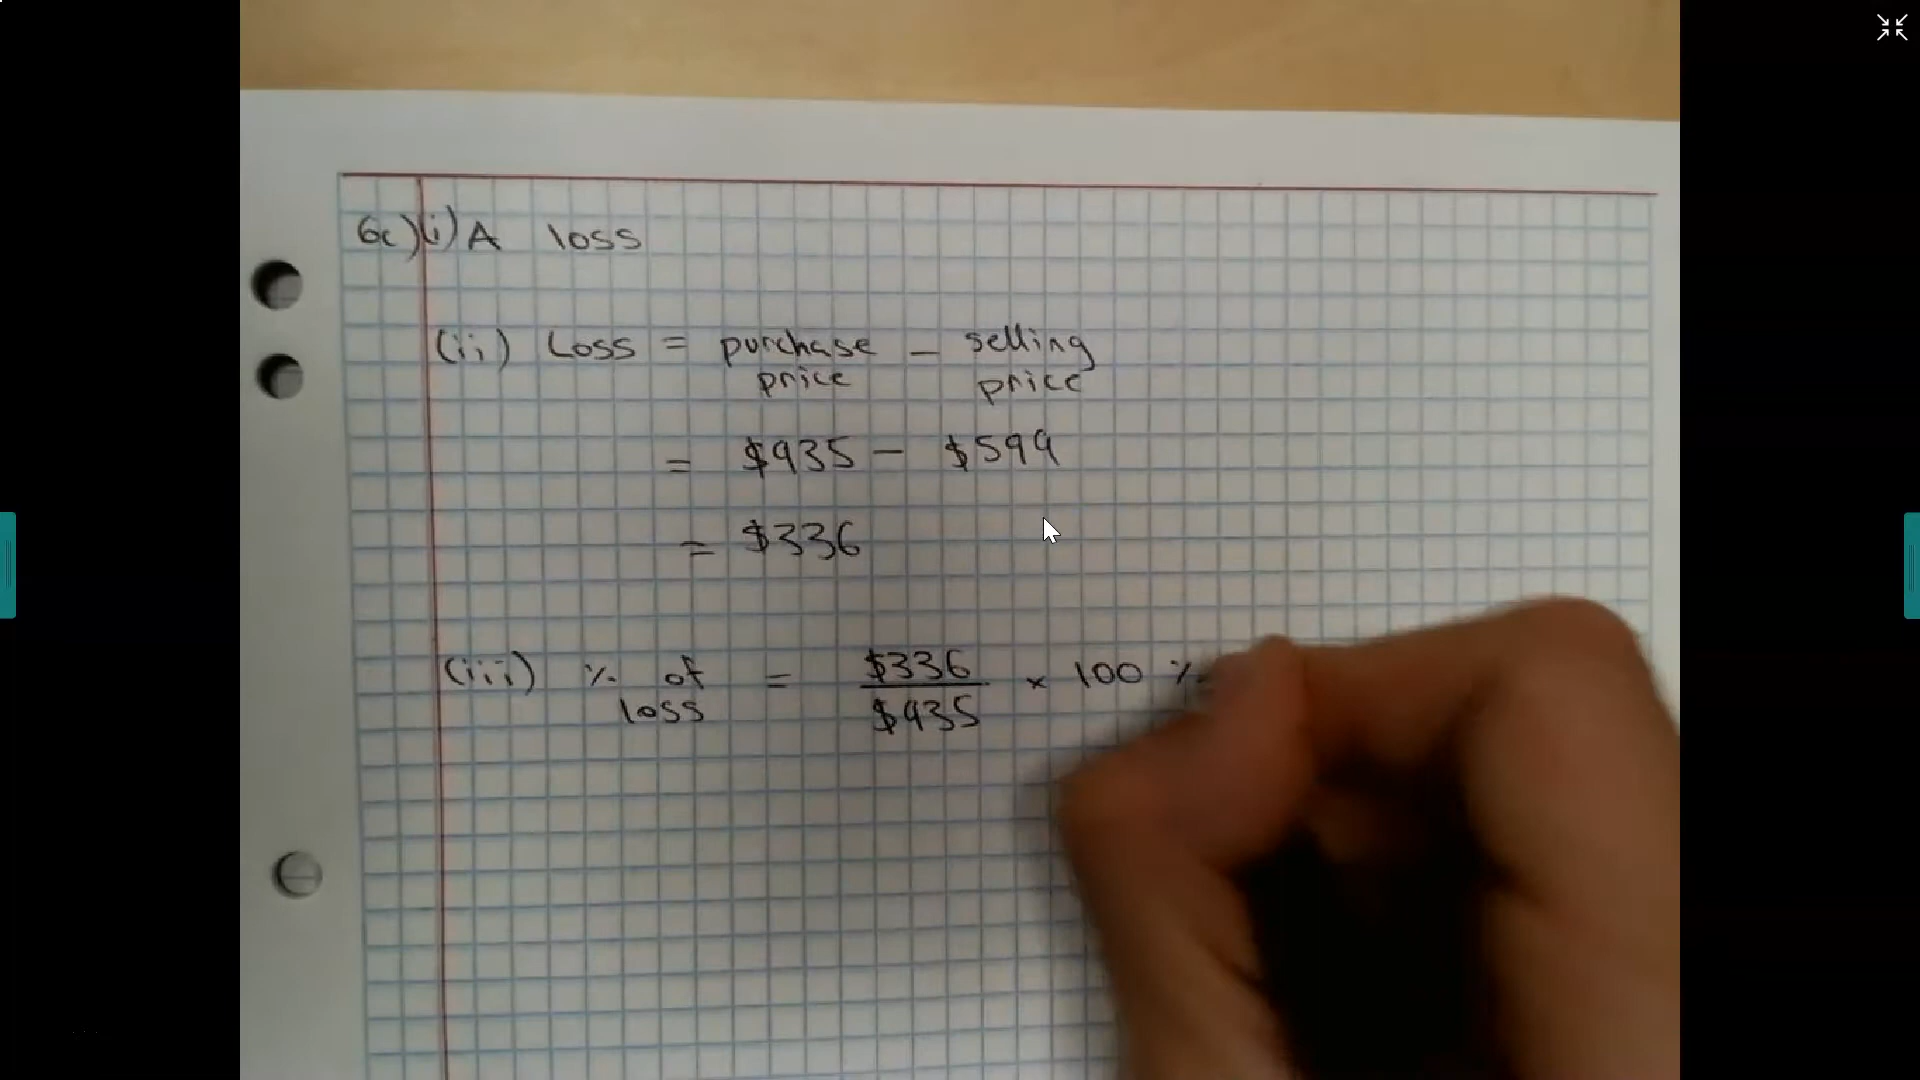 6c)(i) A loss
(ii) Loss = purchase price - selling price
= $935 - $599
= $336
(iii) % of loss = $336/$935 × 100 %